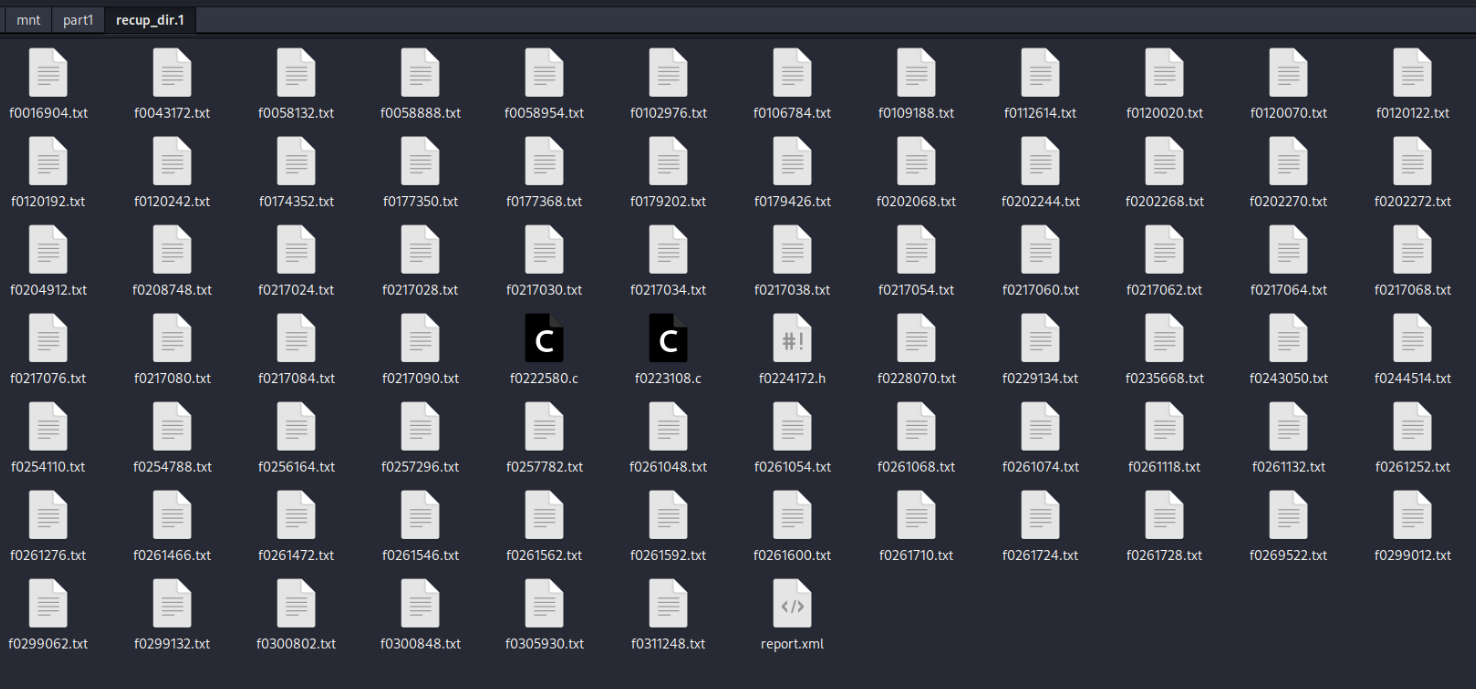 mnt part1 recup_dir.1
f0016904.txt f0043172.txt f0058132.txt f0058888.txt f0058954.txt f0102976.txt f0106784.txt f0109188.txt f0112614.txt f0120020.txt f0120070.txt f0120122.txt
f0120192.txt f0120242.txt f0174352.txt f0177350.txt f0177368.txt f0179202.txt f0179426.txt f0202068.txt f0202244.txt f0202268.txt f0202270.txt f0202272.txt
f0204912.txt f0208748.txt f0217024.txt f0217028.txt f0217030.txt f0217034.txt f0217038.txt f0217054.txt f0217060.txt f0217062.txt f0217064.txt f0217068.txt
C C #!
f0217076.txt f0217080.txt f0217084.txt f0217090.txt f0222580.c f0223108.c f0224172.h f0228070.txt f0229134.txt f0235668.txt f0243050.txt f0244514.txt
f0254110.txt f0254788.txt f0256164.txt f0257296.txt f0257782.txt f0261048.txt f0261054.txt f0261068.txt f0261074.txt f0261118.txt f0261132.txt f0261252.txt
f0261276.txt f0261466.txt f0261472.txt f0261546.txt f0261562.txt f0261592.txt f0261600.txt f0261710.txt f0261724.txt f0261728.txt f0269522.txt f0299012.txt
</>
f0299062.txt f0299132.txt f0300802.txt f0300848.txt f0305930.txt f0311248.txt report.xml